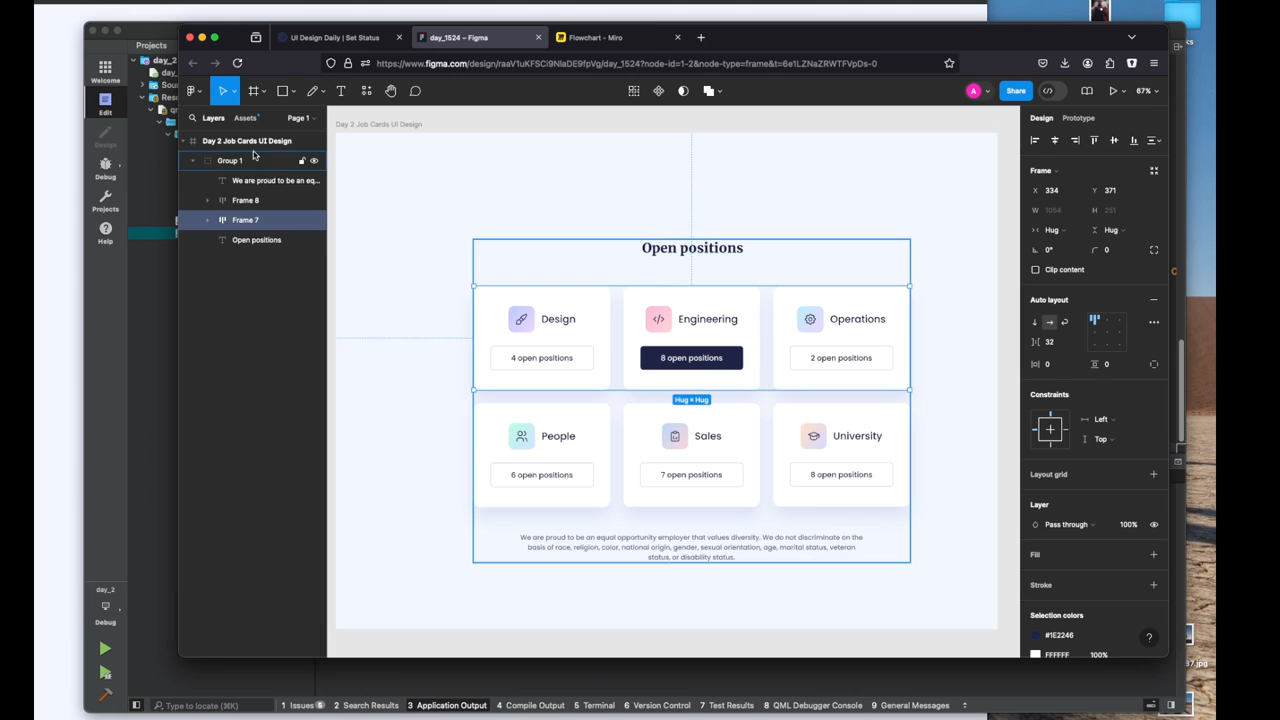 Projects
day_2
day_
Sour
Res
Welcome
Edit
Design
Debug
Projects
Help
day_2
Debug
UI Design Daily | Set Status
day_1524 – Figma
Flowchart - Miro
https://www.figma.com/design/raaV1uKFSCi9NIaDE9fpVg/day_1524?node-id=1-2&node-type=frame&t=6e1LZNaZRWTFVpDs-0
A
Share
67%
Layers
Assets
Page 1
Day 2 Job Cards UI Design
Group 1
We are proud to be an eq...
Frame 8
Frame 7
Open positions
Day 2 Job Cards UI Design
Open positions
Design
4 open positions
Engineering
8 open positions
Operations
2 open positions
Hug × Hug
People
6 open positions
Sales
7 open positions
University
8 open positions
We are proud to be an equal opportunity employer that values diversity. We do not discriminate on the
basis of race, religion, color, national origin, gender, sexual orientation, age, marital status, veteran
status, or disability status.
Design
Prototype
Frame
X 334
Y 371
W 1054
H 251
Hug
Hug
0°
0
Clip content
Auto layout
32
0
0
Constraints
Left
Top
Layout grid
Layer
Pass through
100%
Fill
Stroke
Selection colors
#1E2246
FFFFFF 100%
?
Type to locate (⌘K)
1 Issues 6
2 Search Results
3 Application Output
4 Compile Output
5 Terminal
6 Version Control
7 Test Results
8 QML Debugger Console
9 General Messages